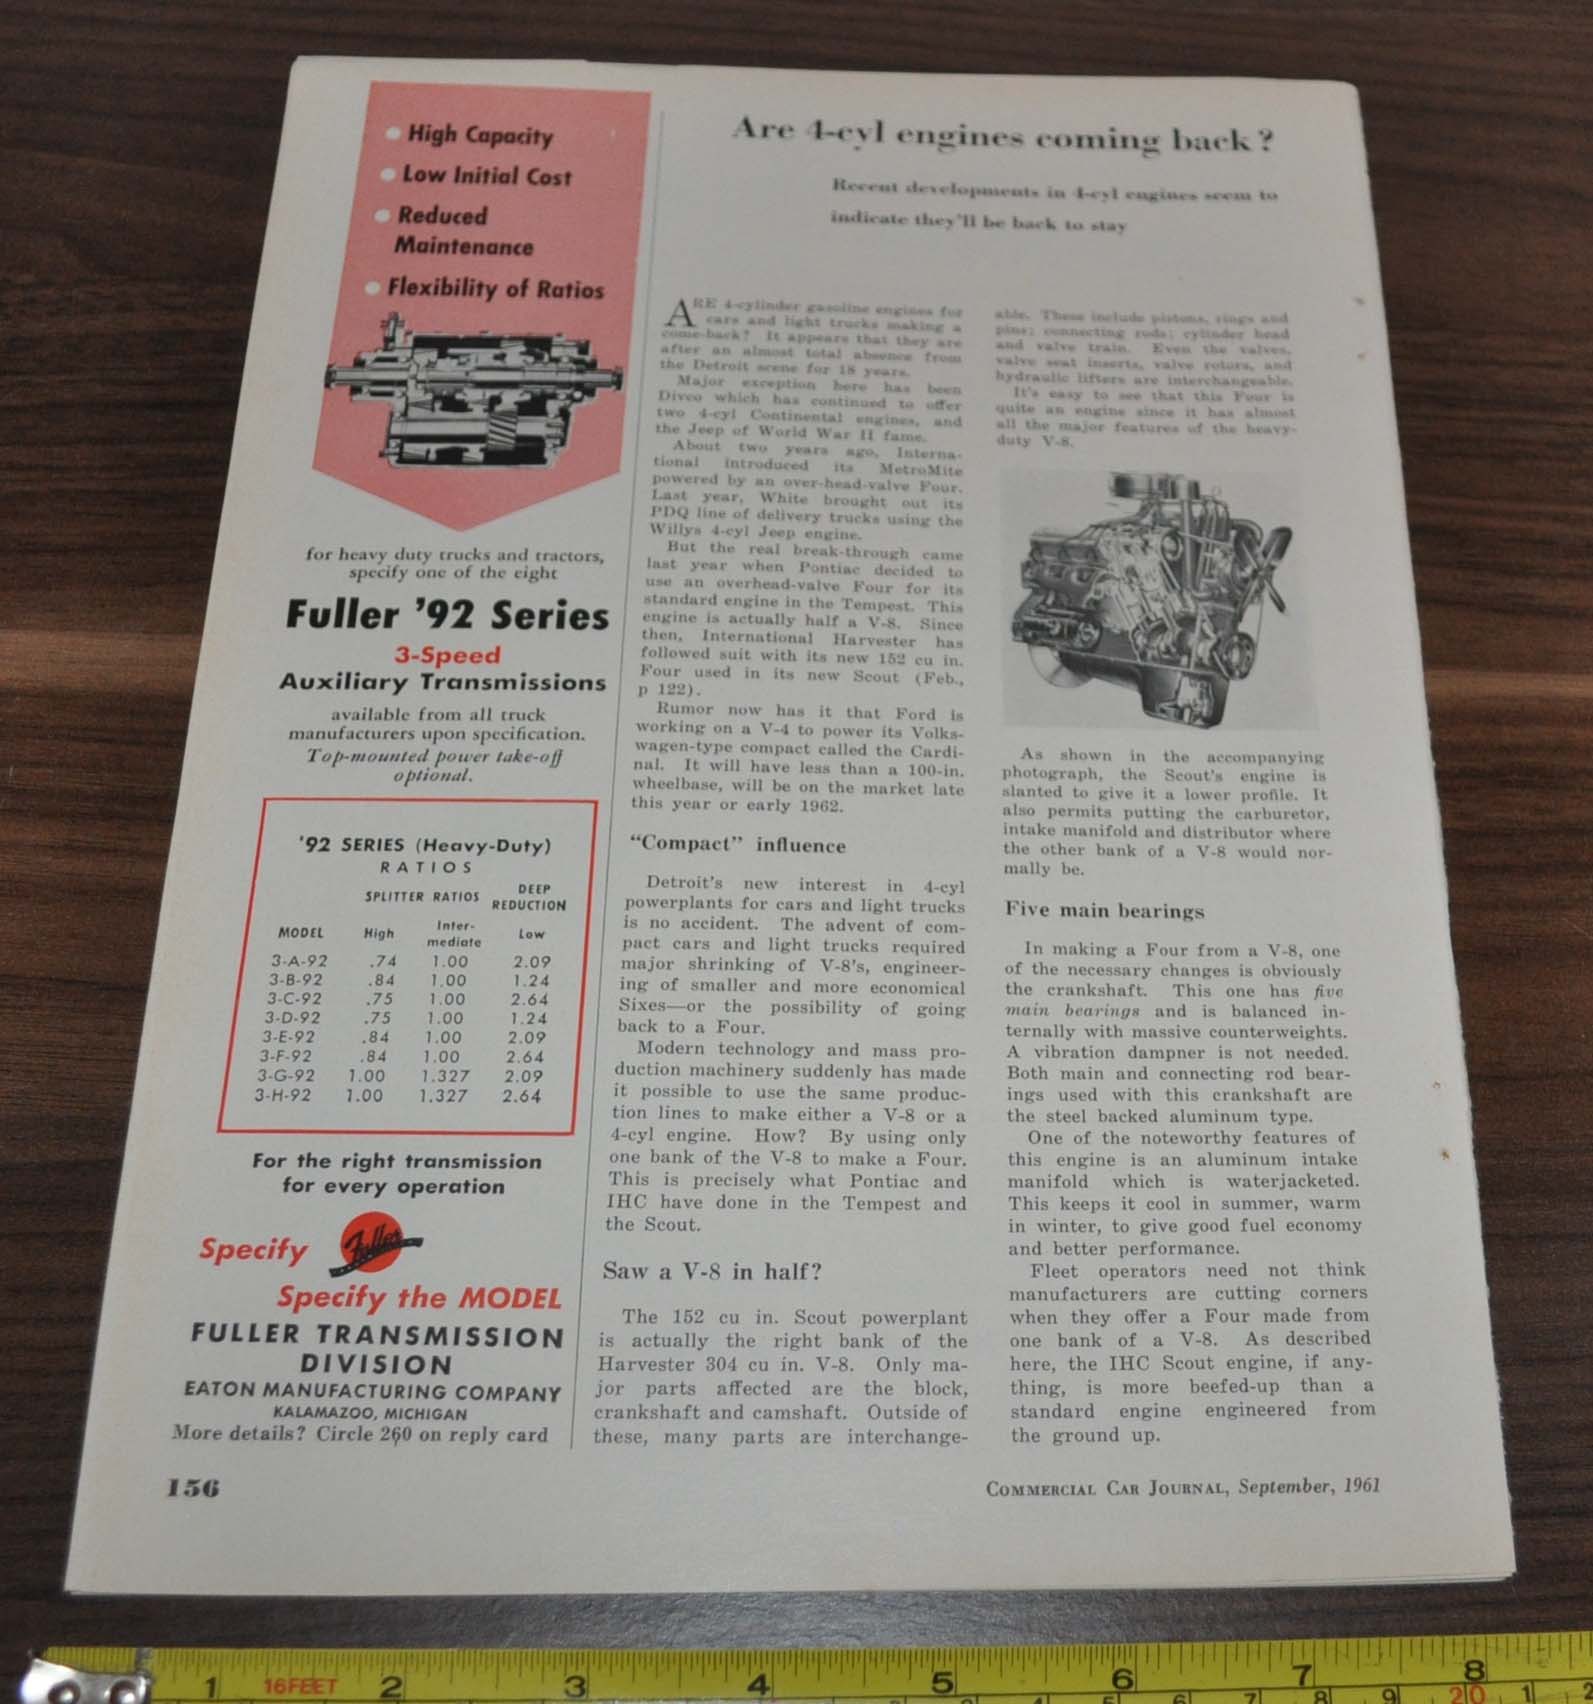 High Capacity
Low Initial Cost
Reduced
Maintenance
Flexibility of Ratios
for heavy duty trucks and tractors,
specify one of the eight
Fuller '92 Series
3-Speed
Auxiliary Transmissions
available from all truck
manufacturers upon specification.
Top-mounted power take-off
optional.
'92 SERIES (Heavy-Duty)
RATIOS
SPLITTER RATIOS DEEP REDUCTION
MODEL High Inter-mediate Low
3-A-92 .74 1.00 2.09
3-B-92 .84 1.00 1.24
3-C-92 .75 1.00 2.64
3-D-92 .75 1.00 1.24
3-E-92 .84 1.00 2.09
3-F-92 .84 1.00 2.64
3-G-92 1.00 1.327 2.09
3-H-92 1.00 1.327 2.64
For the right transmission
for every operation
Specify Fuller
Specify the MODEL
FULLER TRANSMISSION
DIVISION
EATON MANUFACTURING COMPANY
KALAMAZOO, MICHIGAN
More details? Circle 260 on reply card
Are 4-cyl engines coming back?
Recent developments in 4-cyl engines seem to
indicate they'll be back to stay
ARE 4-cylinder gasoline engines for
cars and light trucks making a
come-back? It appears that they are
after an almost total absence from
the Detroit scene for 18 years.
Major exception here has been
Divco which has continued to offer
two 4-cyl Continental engines, and
the Jeep of World War II fame.
About two years ago, Interna-
tional introduced its MetroMite
powered by an over-head-valve Four.
Last year, White brought out its
PDQ line of delivery trucks using the
Willys 4-cyl Jeep engine.
But the real break-through came
last year when Pontiac decided to
use an overhead-valve Four for its
standard engine in the Tempest. This
engine is actually half a V-8. Since
then, International Harvester has
followed suit with its new 152 cu in.
Four used in its new Scout (Feb.,
p 122).
Rumor now has it that Ford is
working on a V-4 to power its Volks-
wagen-type compact called the Cardi-
nal. It will have less than a 100-in.
wheelbase, will be on the market late
this year or early 1962.
"Compact" influence
Detroit's new interest in 4-cyl
powerplants for cars and light trucks
is no accident. The advent of com-
pact cars and light trucks required
major shrinking of V-8's, engineer-
ing of smaller and more economical
Sixes—or the possibility of going
back to a Four.
Modern technology and mass pro-
duction machinery suddenly has made
it possible to use the same produc-
tion lines to make either a V-8 or a
4-cyl engine. How? By using only
one bank of the V-8 to make a Four.
This is precisely what Pontiac and
IHC have done in the Tempest and
the Scout.
Saw a V-8 in half?
The 152 cu in. Scout powerplant
is actually the right bank of the
Harvester 304 cu in. V-8. Only ma-
jor parts affected are the block,
crankshaft and camshaft. Outside of
these, many parts are interchange-
able. These include pistons, rings and
pins; connecting rods; cylinder head
and valve train. Even the valves,
valve seat inserts, valve rotors, and
hydraulic lifters are interchangeable.
It's easy to see that this Four is
quite an engine since it has almost
all the major features of the heavy-
duty V-8.
As shown in the accompanying
photograph, the Scout's engine is
slanted to give it a lower profile. It
also permits putting the carburetor,
intake manifold and distributor where
the other bank of a V-8 would nor-
mally be.
Five main bearings
In making a Four from a V-8, one
of the necessary changes is obviously
the crankshaft. This one has five
main bearings and is balanced in-
ternally with massive counterweights.
A vibration dampner is not needed.
Both main and connecting rod bear-
ings used with this crankshaft are
the steel backed aluminum type.
One of the noteworthy features of
this engine is an aluminum intake
manifold which is waterjacketed.
This keeps it cool in summer, warm
in winter, to give good fuel economy
and better performance.
Fleet operators need not think
manufacturers are cutting corners
when they offer a Four made from
one bank of a V-8. As described
here, the IHC Scout engine, if any-
thing, is more beefed-up than a
standard engine engineered from
the ground up.
156
COMMERCIAL CAR JOURNAL, September, 1961
1 16FEET 2 3 4 5 6 7 8
5 6 7 8 9 20 1 2